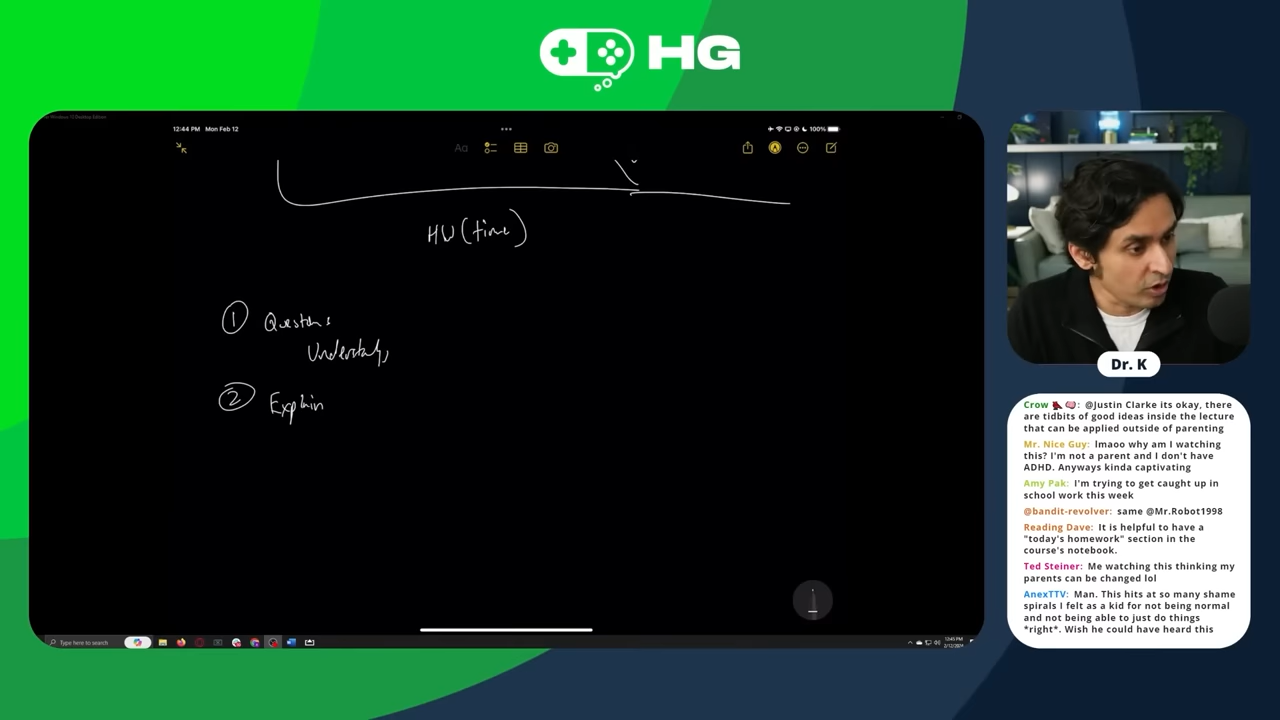 HG
12:44 PM Mon Feb 12
100%
Aa
HW (time)
1 Questions
2 Explain
Type here to search
2/12/2024
Dr. K
Crow: @Justin Clarke its okay, there
are tidbits of good ideas inside the lecture
that can be applied outside of parenting
Mr. Nice Guy: lmaoo why am I watching
this? I'm not a parent and I don't have
ADHD. Anyways kinda captivating
Amy Pak: I'm trying to get caught up in
school work this week
@bandit-revolver: same @Mr.Robot1998
Reading Dave: It is helpful to have a
"today's homework" section in the
course's notebook.
Ted Steiner: Me watching this thinking my
parents can be changed lol
AnexTTV: Man. This hits at so many shame
spirals I felt as a kid for not being normal
and not being able to just do things
*right*. Wish he could have heard this